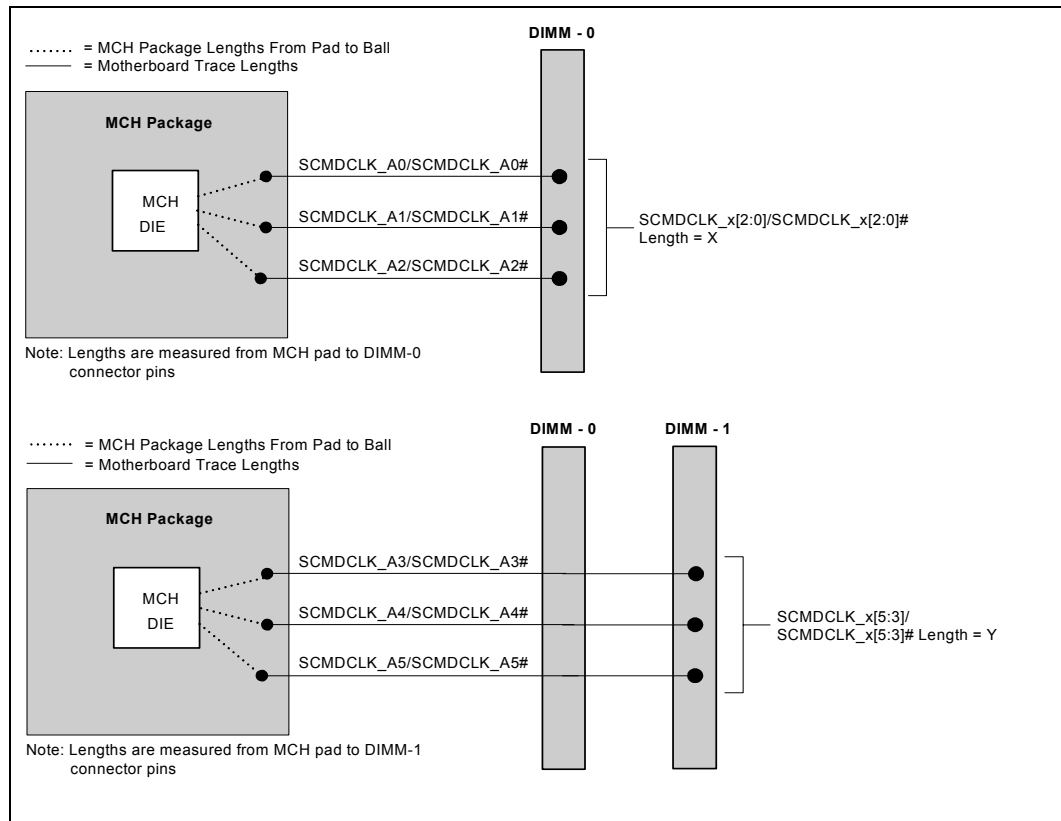 DIMM - 0
....... = MCH Package Lengths From Pad to Ball
——— = Motherboard Trace Lengths
MCH Package
MCH
DIE
SCMDCLK_A0/SCMDCLK_A0#
SCMDCLK_A1/SCMDCLK_A1#
SCMDCLK_A2/SCMDCLK_A2#
SCMDCLK_x[2:0]/SCMDCLK_x[2:0]#
Length = X
Note: Lengths are measured from MCH pad to DIMM-0
connector pins
DIMM - 0
DIMM - 1
....... = MCH Package Lengths From Pad to Ball
——— = Motherboard Trace Lengths
MCH Package
MCH
DIE
SCMDCLK_A3/SCMDCLK_A3#
SCMDCLK_A4/SCMDCLK_A4#
SCMDCLK_A5/SCMDCLK_A5#
SCMDCLK_x[5:3]/
SCMDCLK_x[5:3]# Length = Y
Note: Lengths are measured from MCH pad to DIMM-1
connector pins